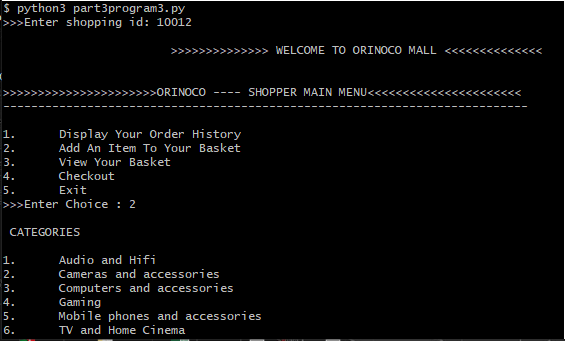 $ python3 part3program3.py
>>>Enter shopping id: 10012
>>>>>>>>>>>>>> WELCOME TO ORINOCO MALL <<<<<<<<<<<<<<
>>>>>>>>>>>>>>>>>>>>>>ORINOCO ---- SHOPPER MAIN MENU<<<<<<<<<<<<<<<<<<<<<<
---------------------------------------------------------------------------
1. Display Your Order History
2. Add An Item To Your Basket
3. View Your Basket
4. Checkout
5. Exit
>>>Enter Choice : 2
CATEGORIES
1. Audio and Hifi
2. Cameras and accessories
3. Computers and accessories
4. Gaming
5. Mobile phones and accessories
6. TV and Home Cinema